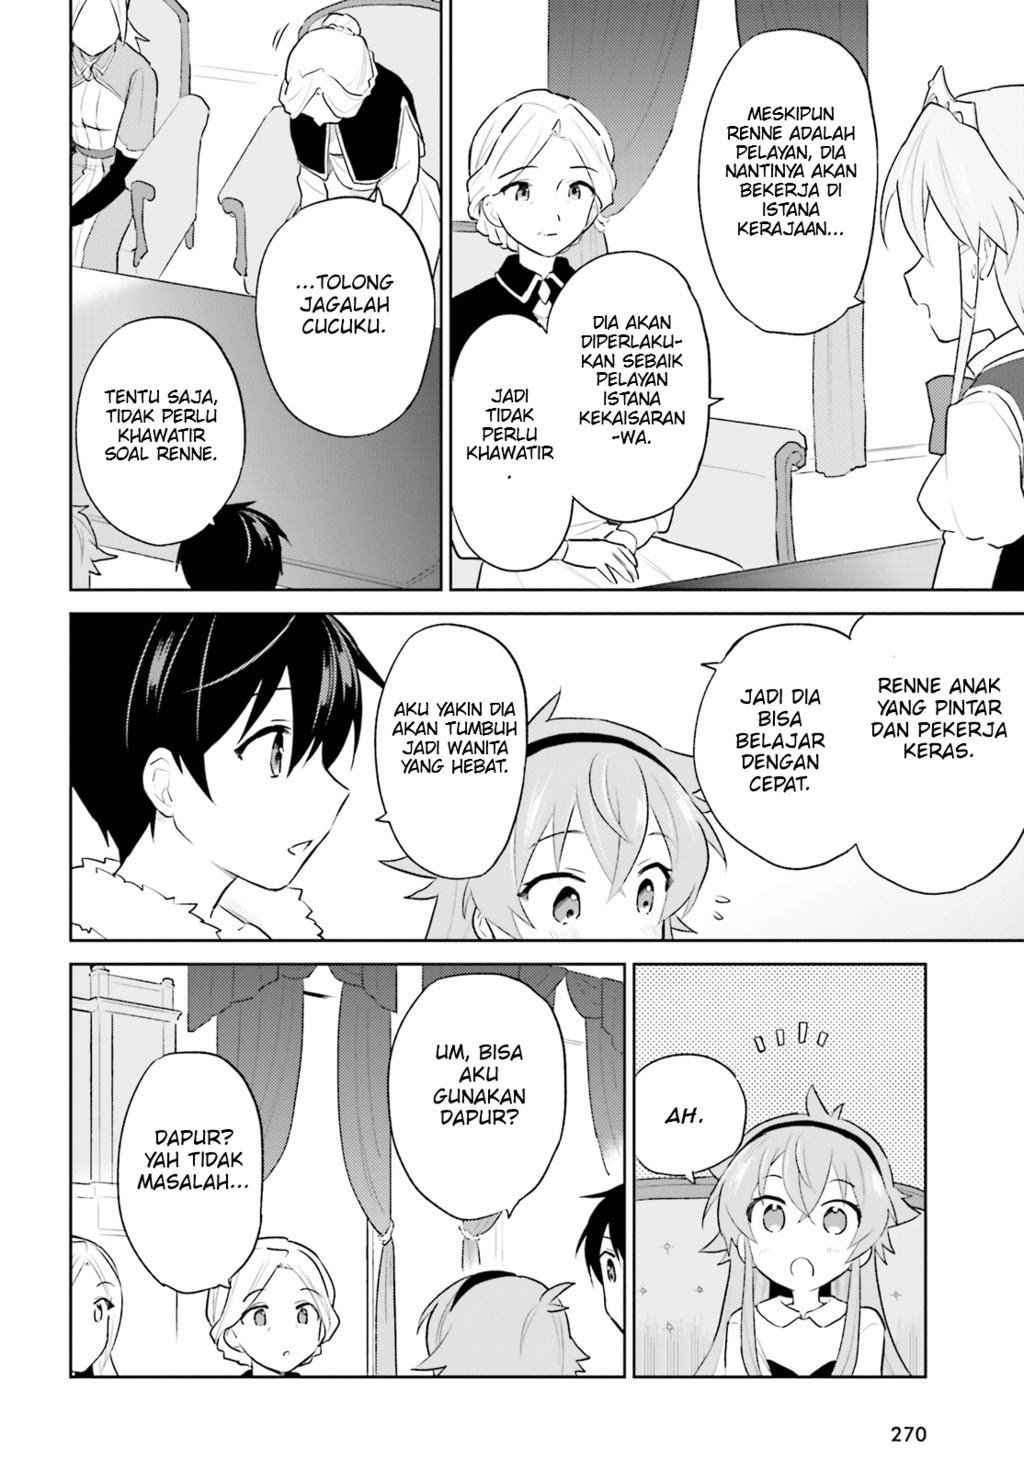 MESKIPUN
RENNE ADALAH
PELAYAN, DIA
NANTINYA AKAN
BEKERJA DI
ISTANA
KERAJAAN...
DIA AKAN
DIPERLAKU-
KAN SEBAIK
PELAYAN
ISTANA
KEKAISARAN
-WA.
JADI
TIDAK
PERLU
KHAWATIR
.
...TOLONG
JAGALAH
CUCUKU.
TENTU SAJA,
TIDAK PERLU
KHAWATIR
SOAL RENNE.
RENNE ANAK
YANG PINTAR
DAN PEKERJA
KERAS.
JADI DIA
BISA
BELAJAR
DENGAN
CEPAT.
AKU YAKIN DIA
AKAN TUMBUH
JADI WANITA
YANG HEBAT.
AH.
UM, BISA
AKU
GUNAKAN
DAPUR?
DAPUR?
YAH TIDAK
MASALAH...
270